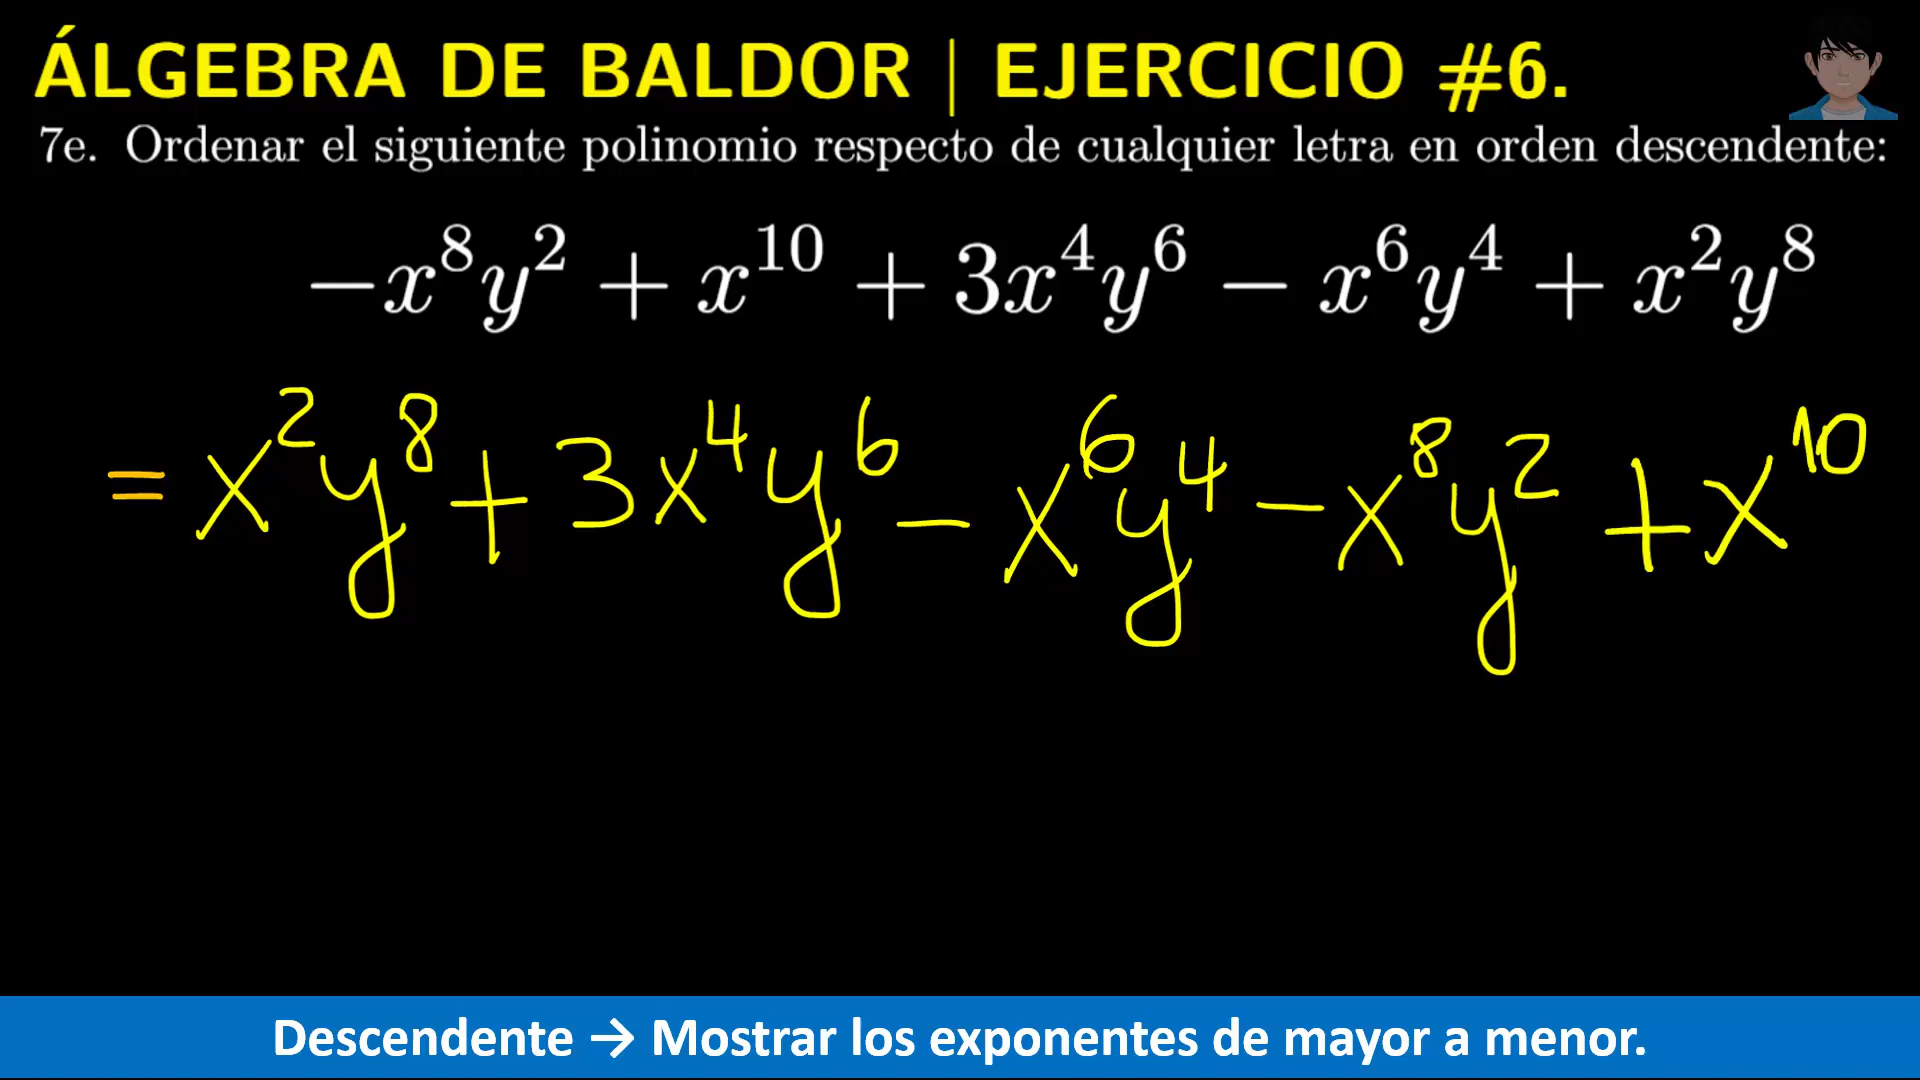 ÁLGEBRA DE BALDOR | EJERCICIO #6.
7e. Ordenar el siguiente polinomio respecto de cualquier letra en orden descendente:
−x⁸y² + x¹⁰ + 3x⁴y⁶ − x⁶y⁴ + x²y⁸
= x²y⁸ + 3x⁴y⁶ − x⁶y⁴ − x⁸y² + x¹⁰
Descendente → Mostrar los exponentes de mayor a menor.